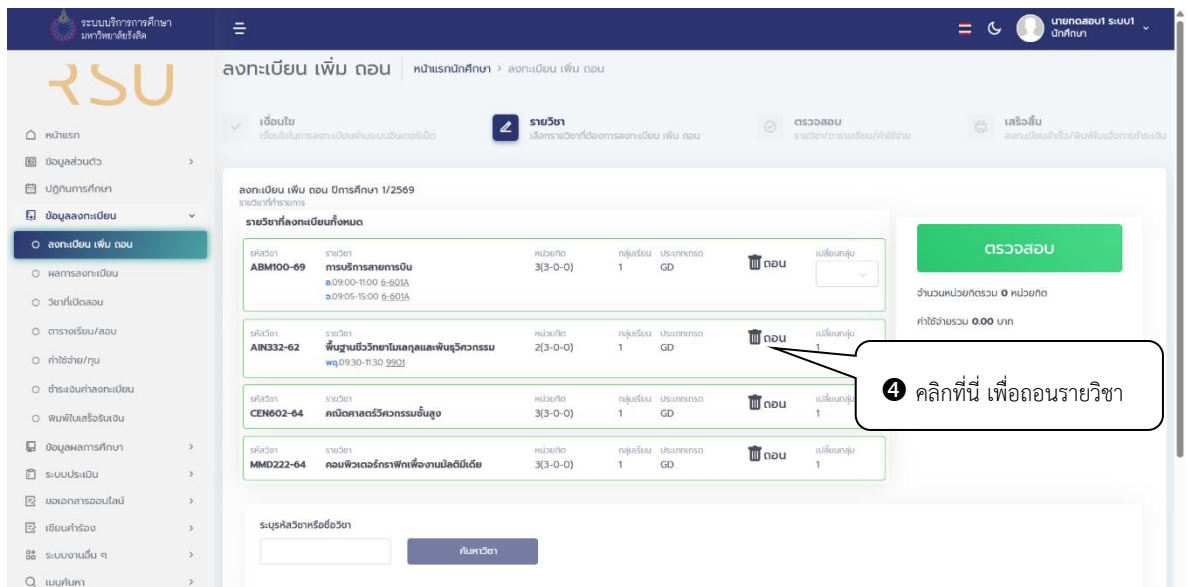 ระบบบริการการศึกษา
มหาวิทยาลัยรังสิต
นายทดสอบ1 ระบบ1
นักศึกษา
RSU
ลงทะเบียน เพิ่ม ถอน หน้าแรกนักศึกษา > ลงทะเบียน เพิ่ม ถอน
เงื่อนไข
เงื่อนไขในการลงทะเบียนผ่านระบบอินเตอร์เน็ต
รายวิชา
เลือกรายวิชาที่ต้องการลงทะเบียน เพิ่ม ถอน
ตรวจสอบ
รายวิชา/ตารางเรียน/ค่าใช้จ่าย
เสร็จสิ้น
ลงทะเบียนสำเร็จ/พิมพ์ใบแจ้งการชำระเงิน
หน้าแรก
ข้อมูลส่วนตัว
ปฏิทินการศึกษา
ข้อมูลลงทะเบียน
ลงทะเบียน เพิ่ม ถอน
ผลการลงทะเบียน
วิชาที่เปิดสอน
ตารางเรียน/สอบ
ค่าใช้จ่าย/ทุน
ชำระเงินค่าลงทะเบียน
พิมพ์ใบเสร็จรับเงิน
ข้อมูลผลการศึกษา
ระบบประเมิน
ขอเอกสารออนไลน์
เขียนคำร้อง
ระบบงานอื่น ๆ
เมนูค้นหา
ลงทะเบียน เพิ่ม ถอน ปีการศึกษา 1/2569
รายวิชาที่ทำรายการ
รายวิชาที่ลงทะเบียนทั้งหมด
รหัสวิชา รายวิชา หน่วยกิต กลุ่มเรียน ประเภทเกรด เปลี่ยนกลุ่ม
ABM100-69 การบริการสายการบิน 3(3-0-0) 1 GD ถอน
อ.09:00-11:00 6-601A
อ.09:05-15:00 6-601A
รหัสวิชา รายวิชา หน่วยกิต กลุ่มเรียน ประเภทเกรด เปลี่ยนกลุ่ม
AIN332-62 พื้นฐานชีววิทยาโมเลกุลและพันธุวิศวกรรม 2(3-0-0) 1 GD ถอน 1
พฤ.09:30-11:30 9901
รหัสวิชา รายวิชา หน่วยกิต กลุ่มเรียน ประเภทเกรด เปลี่ยนกลุ่ม
CEN602-64 คณิตศาสตร์วิศวกรรมชั้นสูง 3(3-0-0) 1 GD ถอน 1
รหัสวิชา รายวิชา หน่วยกิต กลุ่มเรียน ประเภทเกรด เปลี่ยนกลุ่ม
MMD222-64 คอมพิวเตอร์กราฟิกเพื่องานมัลติมีเดีย 3(3-0-0) 1 GD ถอน 1
ตรวจสอบ
จำนวนหน่วยกิตรวม 0 หน่วยกิต
ค่าใช้จ่ายรวม 0.00 บาท
❹ คลิกที่นี่ เพื่อถอนรายวิชา
ระบุรหัสวิชาหรือชื่อวิชา
ค้นหาวิชา